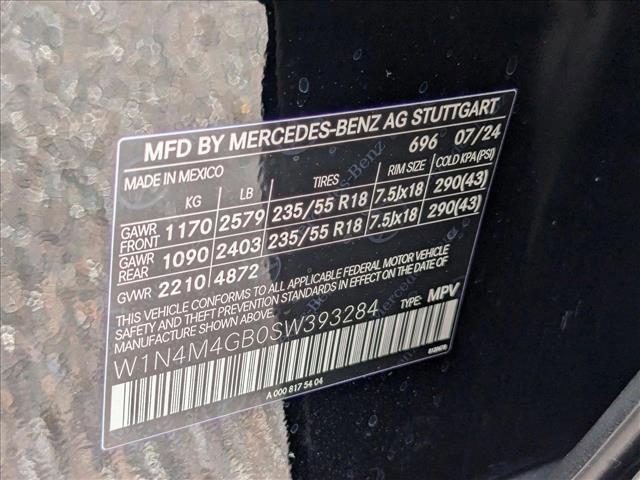 MFD BY MERCEDES-BENZ AG STUTTGART
MADE IN MEXICO 696 07/24
KG LB TIRES RIM SIZE COLD KPA(PSI)
GAWR FRONT 1170 2579 235/55 R18 7.5Jx18 290(43)
GAWR REAR 1090 2403 235/55 R18 7.5Jx18 290(43)
GVWR 2210 4872
THIS VEHICLE CONFORMS TO ALL APPLICABLE FEDERAL MOTOR VEHICLE
SAFETY AND THEFT PREVENTION STANDARDS IN EFFECT ON THE DATE OF
MANUFACTURE SHOWN ABOVE.
W1N4M4GB0SW393284 TYPE: MPV
A 000 817 54 04